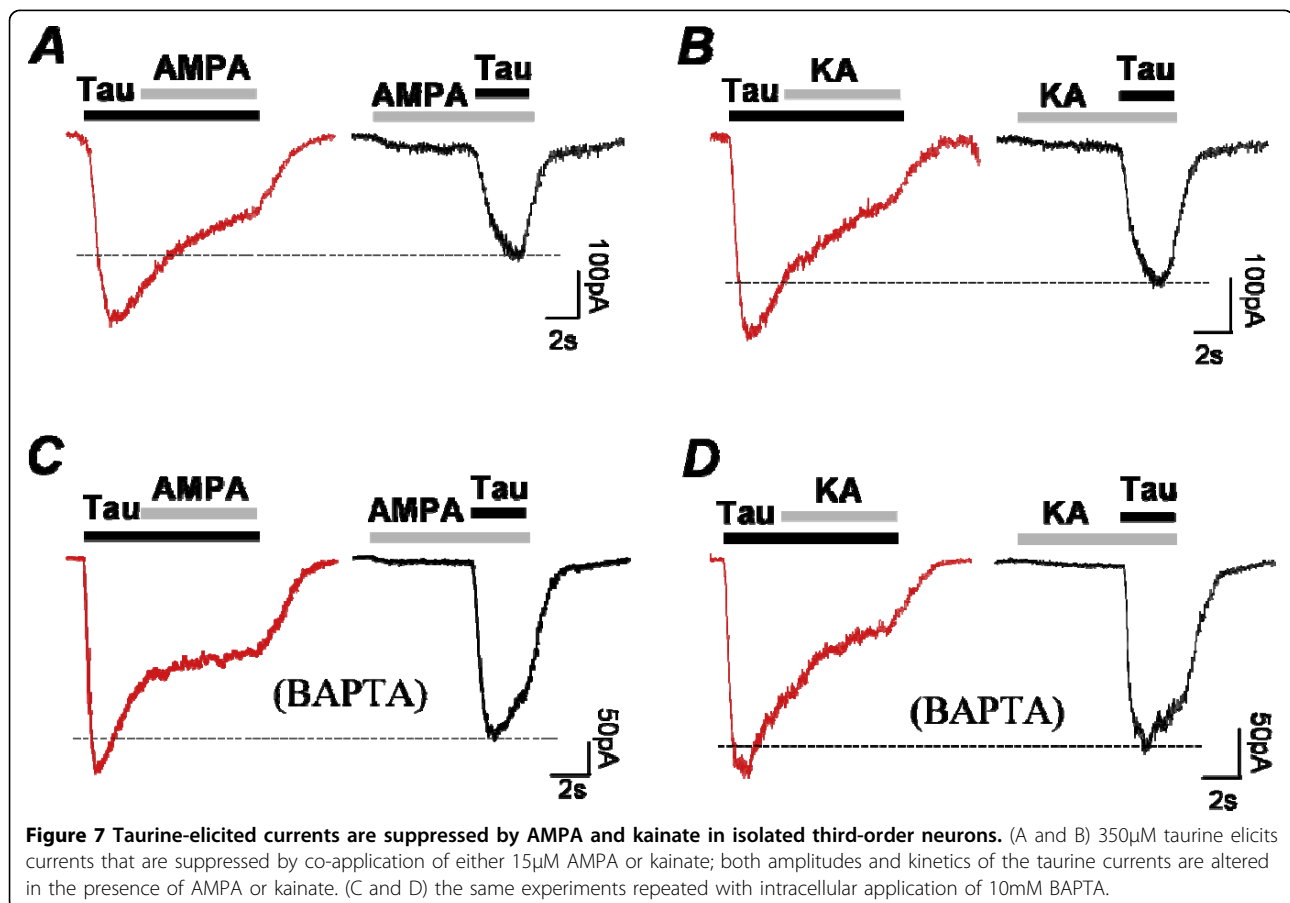 A
B
AMPA
Tau
Tau
AMPA
KA
Tau
Tau
KA
100pA
2s
100pA
2s
C
D
AMPA
Tau
Tau
AMPA
KA
Tau
Tau
KA
(BAPTA)
50pA
2s
(BAPTA)
50pA
2s
Figure 7 Taurine-elicited currents are suppressed by AMPA and kainate in isolated third-order neurons. (A and B) 350μM taurine elicits
currents that are suppressed by co-application of either 15μM AMPA or kainate; both amplitudes and kinetics of the taurine currents are altered
in the presence of AMPA or kainate. (C and D) the same experiments repeated with intracellular application of 10mM BAPTA.